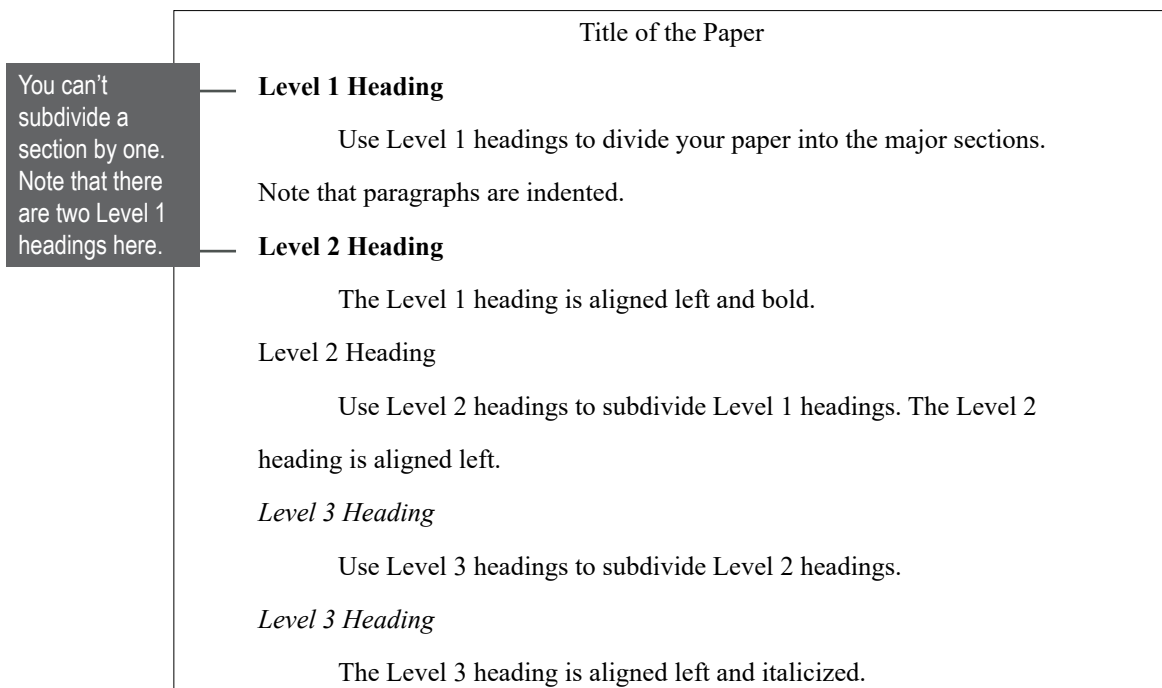 Title of the Paper
You can't
subdivide a
section by one.
Note that there
are two Level 1
headings here.
Level 1 Heading
Use Level 1 headings to divide your paper into the major sections.
Note that paragraphs are indented.
Level 2 Heading
The Level 1 heading is aligned left and bold.
Level 2 Heading
Use Level 2 headings to subdivide Level 1 headings. The Level 2
heading is aligned left.
Level 3 Heading
Use Level 3 headings to subdivide Level 2 headings.
Level 3 Heading
The Level 3 heading is aligned left and italicized.